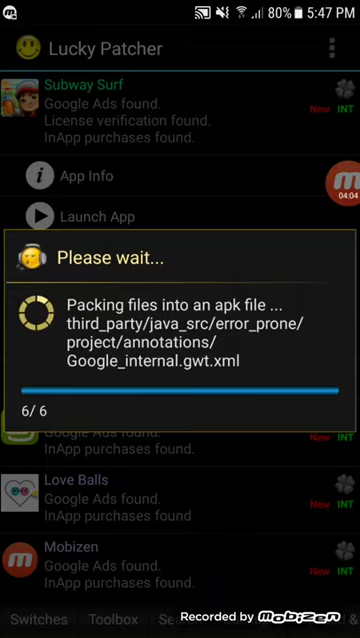 80% 5:47 PM
Lucky Patcher
Subway Surf
Google Ads found.
License verification found.
InApp purchases found.
New INT
App Info
04:04
Launch App
Please wait...
Packing files into an apk file ...
third_party/java_src/error_prone/
project/annotations/
Google_internal.gwt.xml
6/ 6
Google Ads found.
InApp purchases found.
New INT
Love Balls
Google Ads found.
InApp purchases found
New INT
Mobizen
Google Ads found.
InApp purchases found.
New INT
Switches Toolbox
Recorded by mobizen